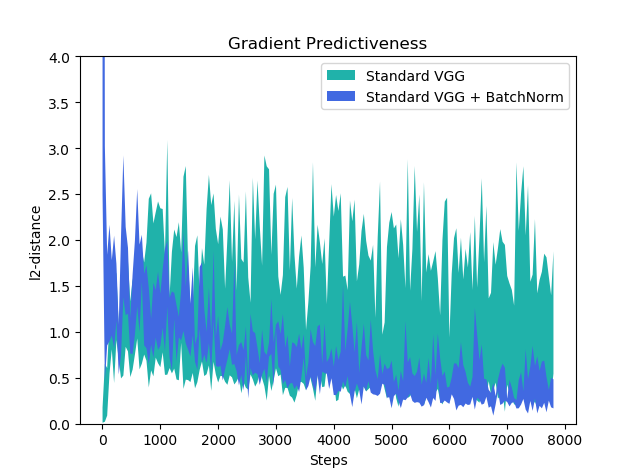 Gradient Predictiveness
Standard VGG
Standard VGG + BatchNorm
4.0
3.5
3.0
2.5
2.0
1.5
1.0
0.5
0.0
l2-distance
0 1000 2000 3000 4000 5000 6000 7000 8000
Steps